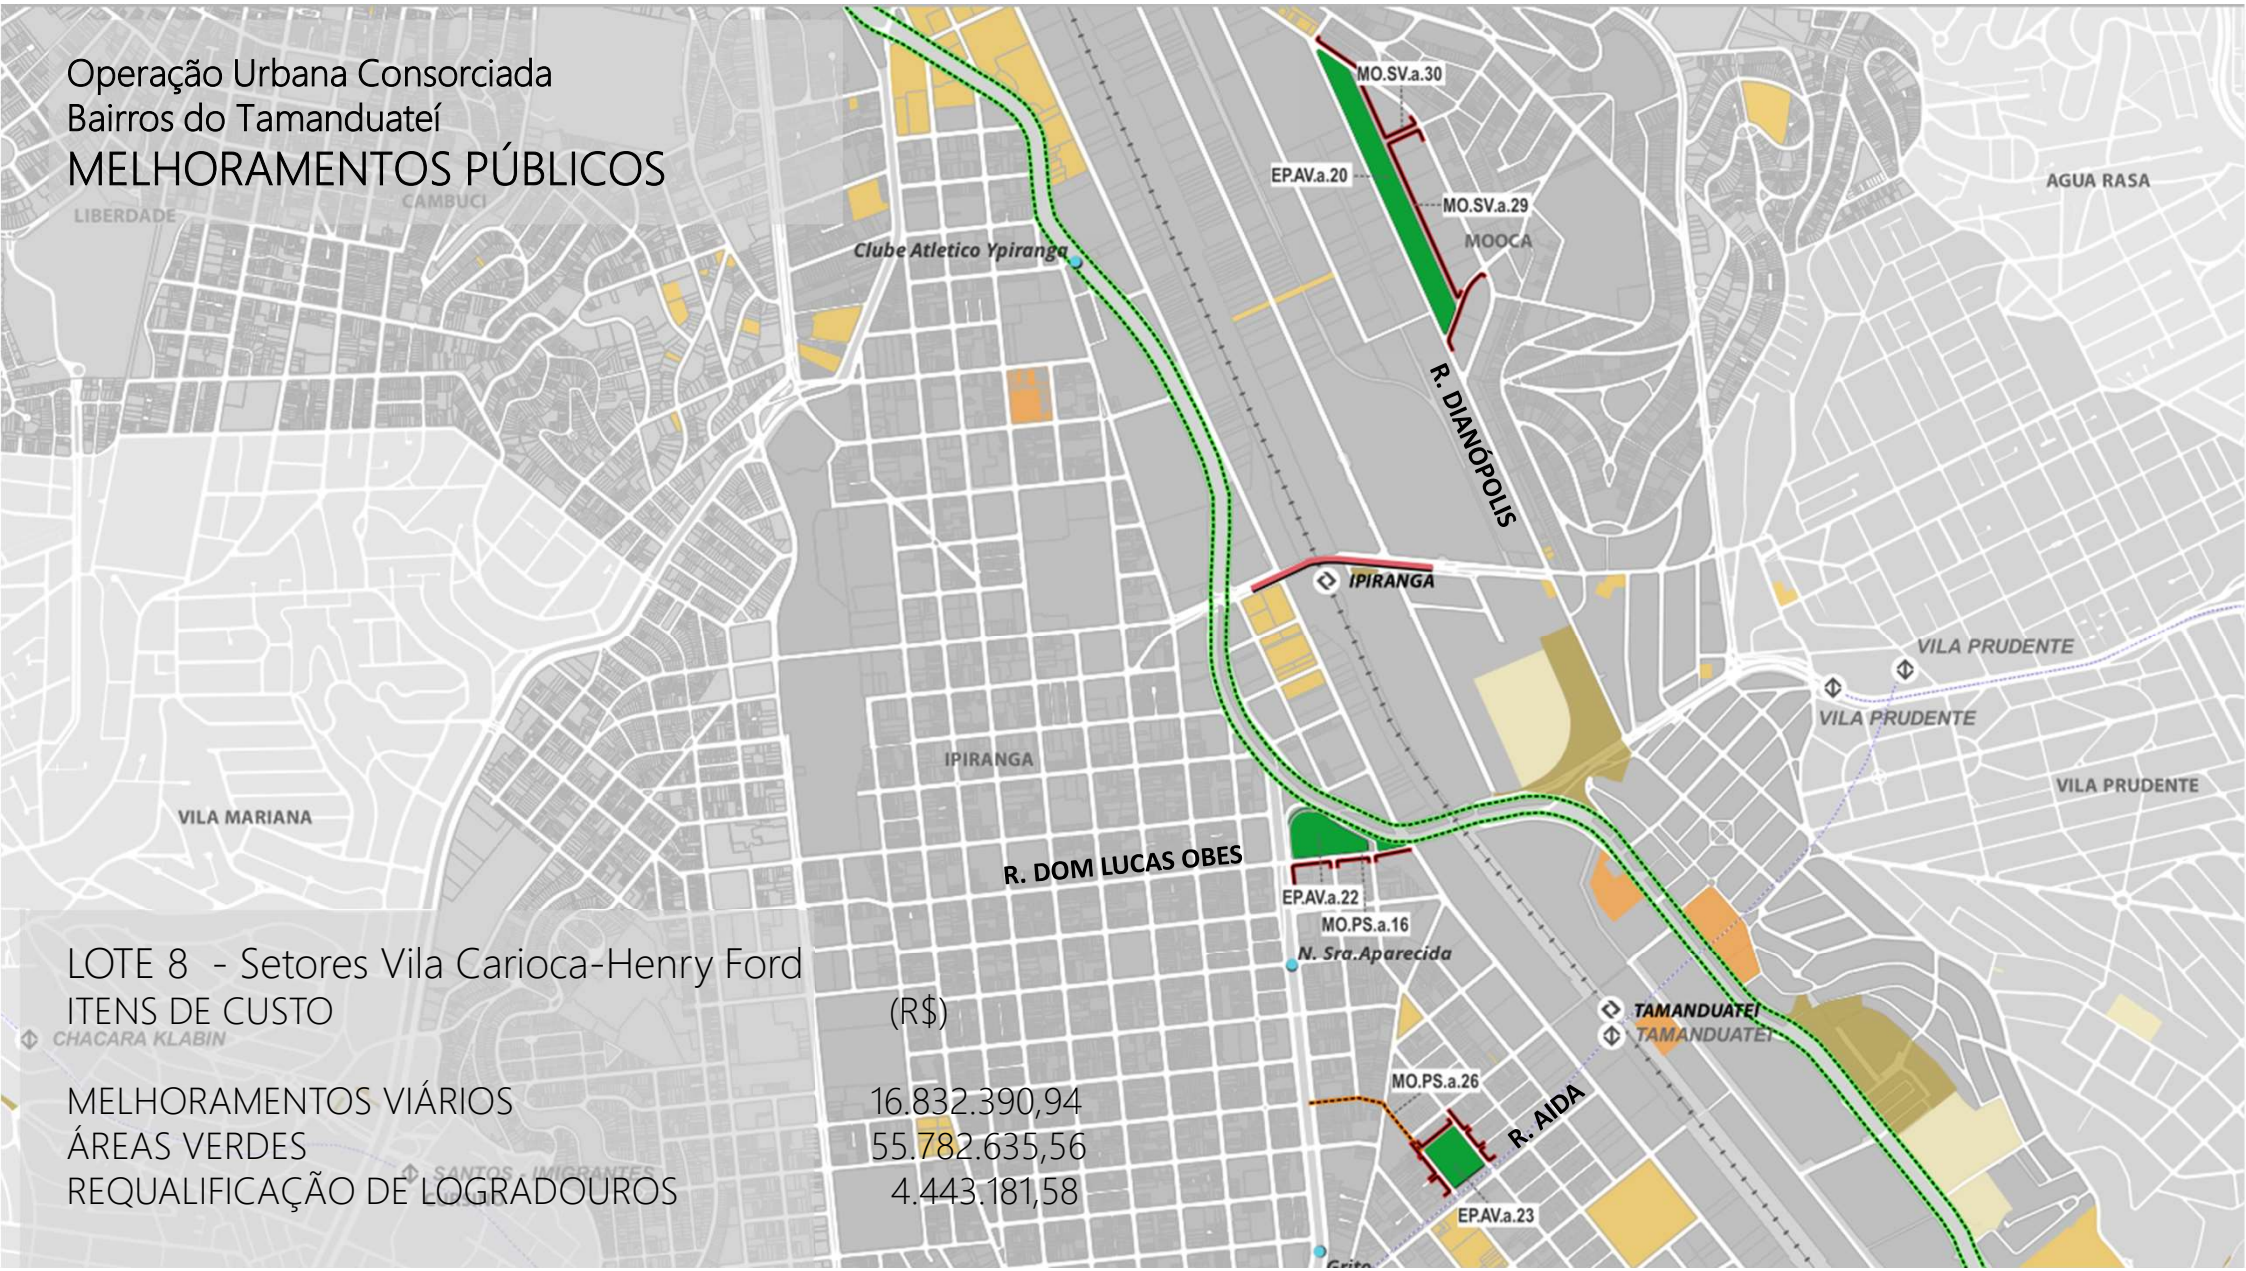 Operação Urbana Consorciada
Bairros do Tamanduateí
MELHORAMENTOS PÚBLICOS
LIBERDADE
CAMBUCI
MO.SV.a.30
EP.AV.a.20
MO.SV.a.29
MOOCA
AGUA RASA
Clube Atletico Ypiranga
R. DIANÓPOLIS
IPIRANGA
VILA PRUDENTE
VILA PRUDENTE
VILA PRUDENTE
IPIRANGA
VILA MARIANA
R. DOM LUCAS OBES
EP.AV.a.22
MO.PS.a.16
N. Sra.Aparecida
TAMANDUATEI
TAMANDUATEI
MO.PS.a.26
R. AIDA
EP.AV.a.23
Grito
LOTE 8 - Setores Vila Carioca-Henry Ford
ITENS DE CUSTO (R$)
CHACARA KLABIN
MELHORAMENTOS VIÁRIOS 16.832.390,94
ÁREAS VERDES 55.782.635,56
SANTOS - IMIGRANTES
REQUALIFICAÇÃO DE LOGRADOUROS 4.443.181,58